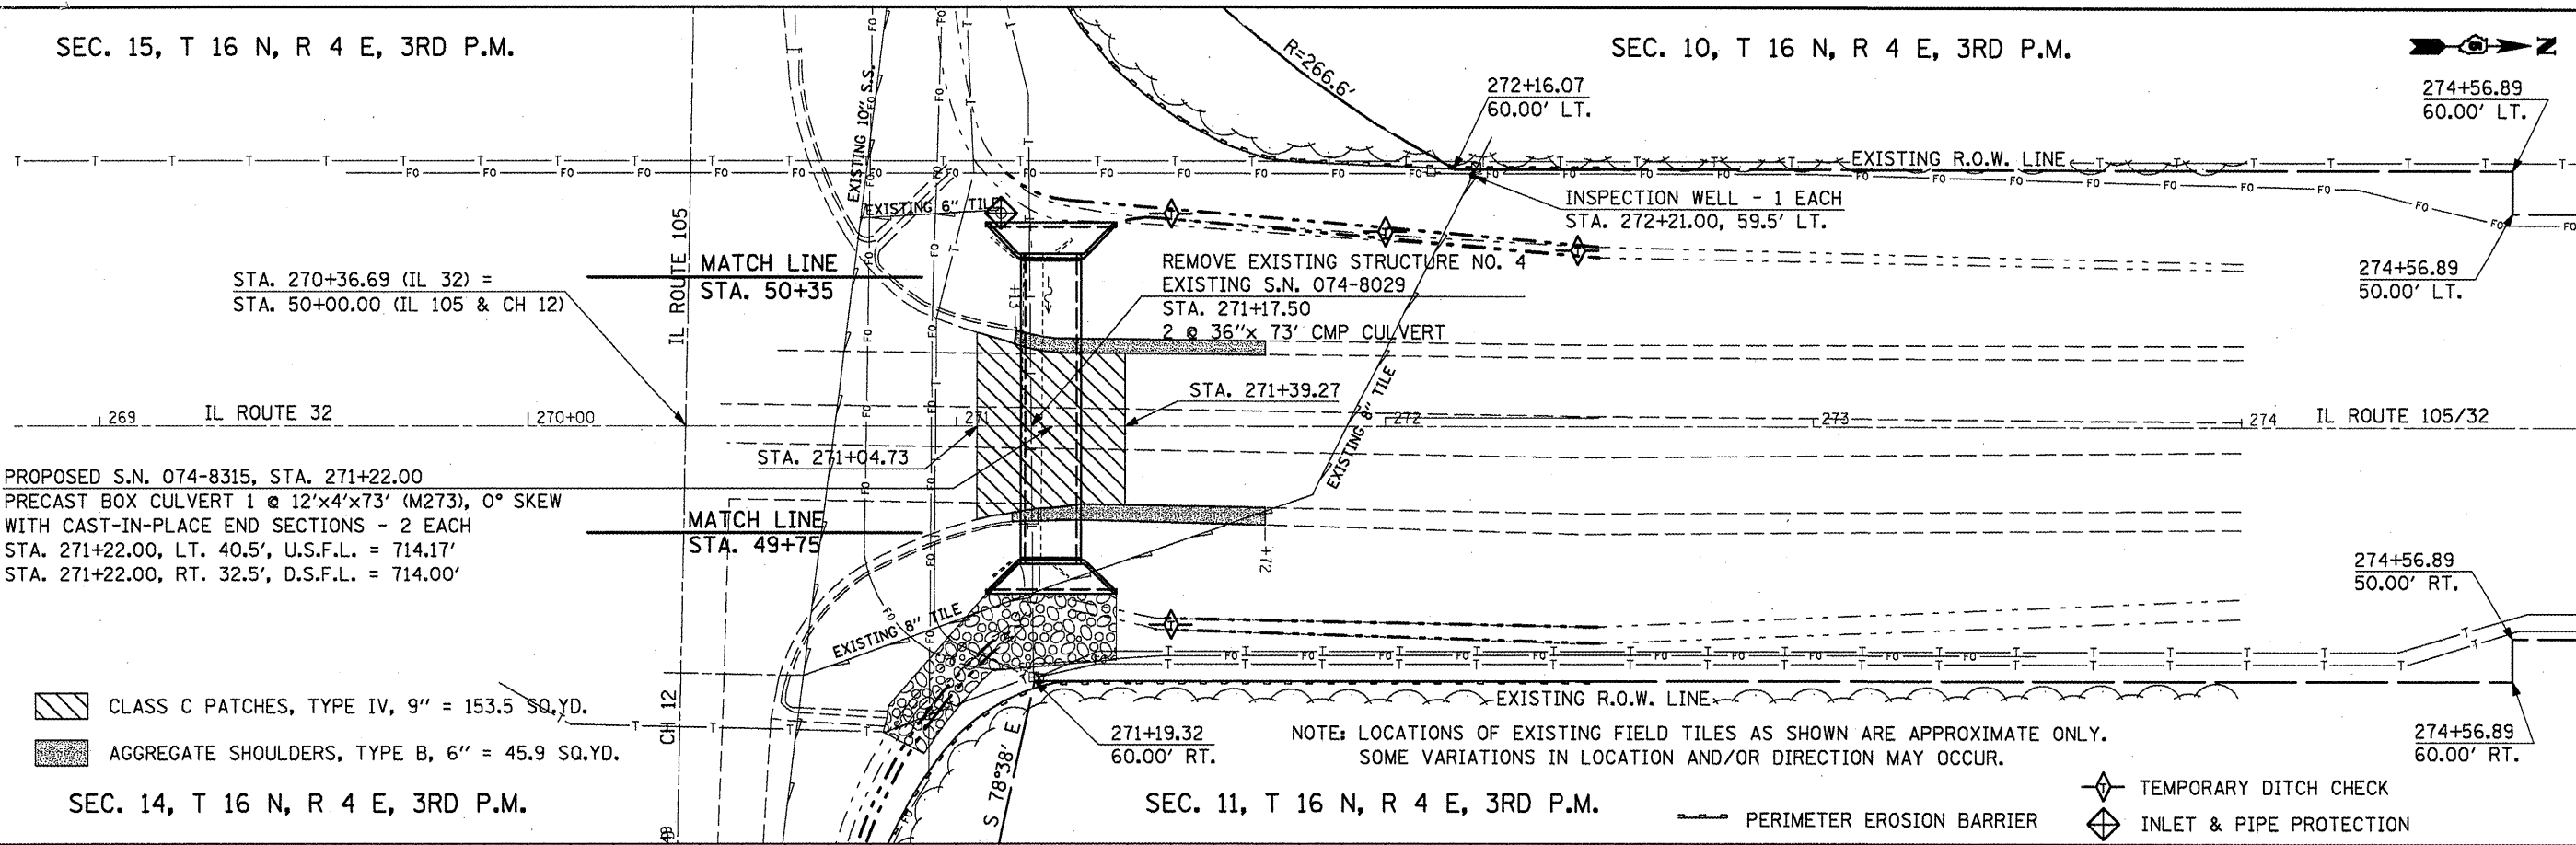 SEC. 15, T 16 N, R 4 E, 3RD P.M.
SEC. 10, T 16 N, R 4 E, 3RD P.M.
N
R=266.6'
272+16.07
60.00' LT.
274+56.89
60.00' LT.
EXISTING 10" S.S.
EXISTING R.O.W. LINE
EXISTING 6" TILE
INSPECTION WELL - 1 EACH
STA. 272+21.00, 59.5' LT.
IL ROUTE 105
MATCH LINE
STA. 50+35
STA. 270+36.69 (IL 32) =
STA. 50+00.00 (IL 105 & CH 12)
REMOVE EXISTING STRUCTURE NO. 4
EXISTING S.N. 074-8029
STA. 271+17.50
2 @ 36"x 73' CMP CULVERT
274+56.89
50.00' LT.
+13
STA. 271+39.27
EXISTING 8" TILE
269
IL ROUTE 32
270+00
271
272
273
274
IL ROUTE 105/32
STA. 271+04.73
PROPOSED S.N. 074-8315, STA. 271+22.00
PRECAST BOX CULVERT 1 @ 12'x4'x73' (M273), 0° SKEW
WITH CAST-IN-PLACE END SECTIONS - 2 EACH
STA. 271+22.00, LT. 40.5', U.S.F.L. = 714.17'
STA. 271+22.00, RT. 32.5', D.S.F.L. = 714.00'
MATCH LINE
STA. 49+75
+72
274+56.89
50.00' RT.
EXISTING 8" TILE
CLASS C PATCHES, TYPE IV, 9" = 153.5 SQ.YD.
AGGREGATE SHOULDERS, TYPE B, 6" = 45.9 SQ.YD.
CH 12
EXISTING R.O.W. LINE
271+19.32
60.00' RT.
S 78°38' E
NOTE: LOCATIONS OF EXISTING FIELD TILES AS SHOWN ARE APPROXIMATE ONLY.
SOME VARIATIONS IN LOCATION AND/OR DIRECTION MAY OCCUR.
274+56.89
60.00' RT.
SEC. 14, T 16 N, R 4 E, 3RD P.M.
SEC. 11, T 16 N, R 4 E, 3RD P.M.
PERIMETER EROSION BARRIER
TEMPORARY DITCH CHECK
INLET & PIPE PROTECTION